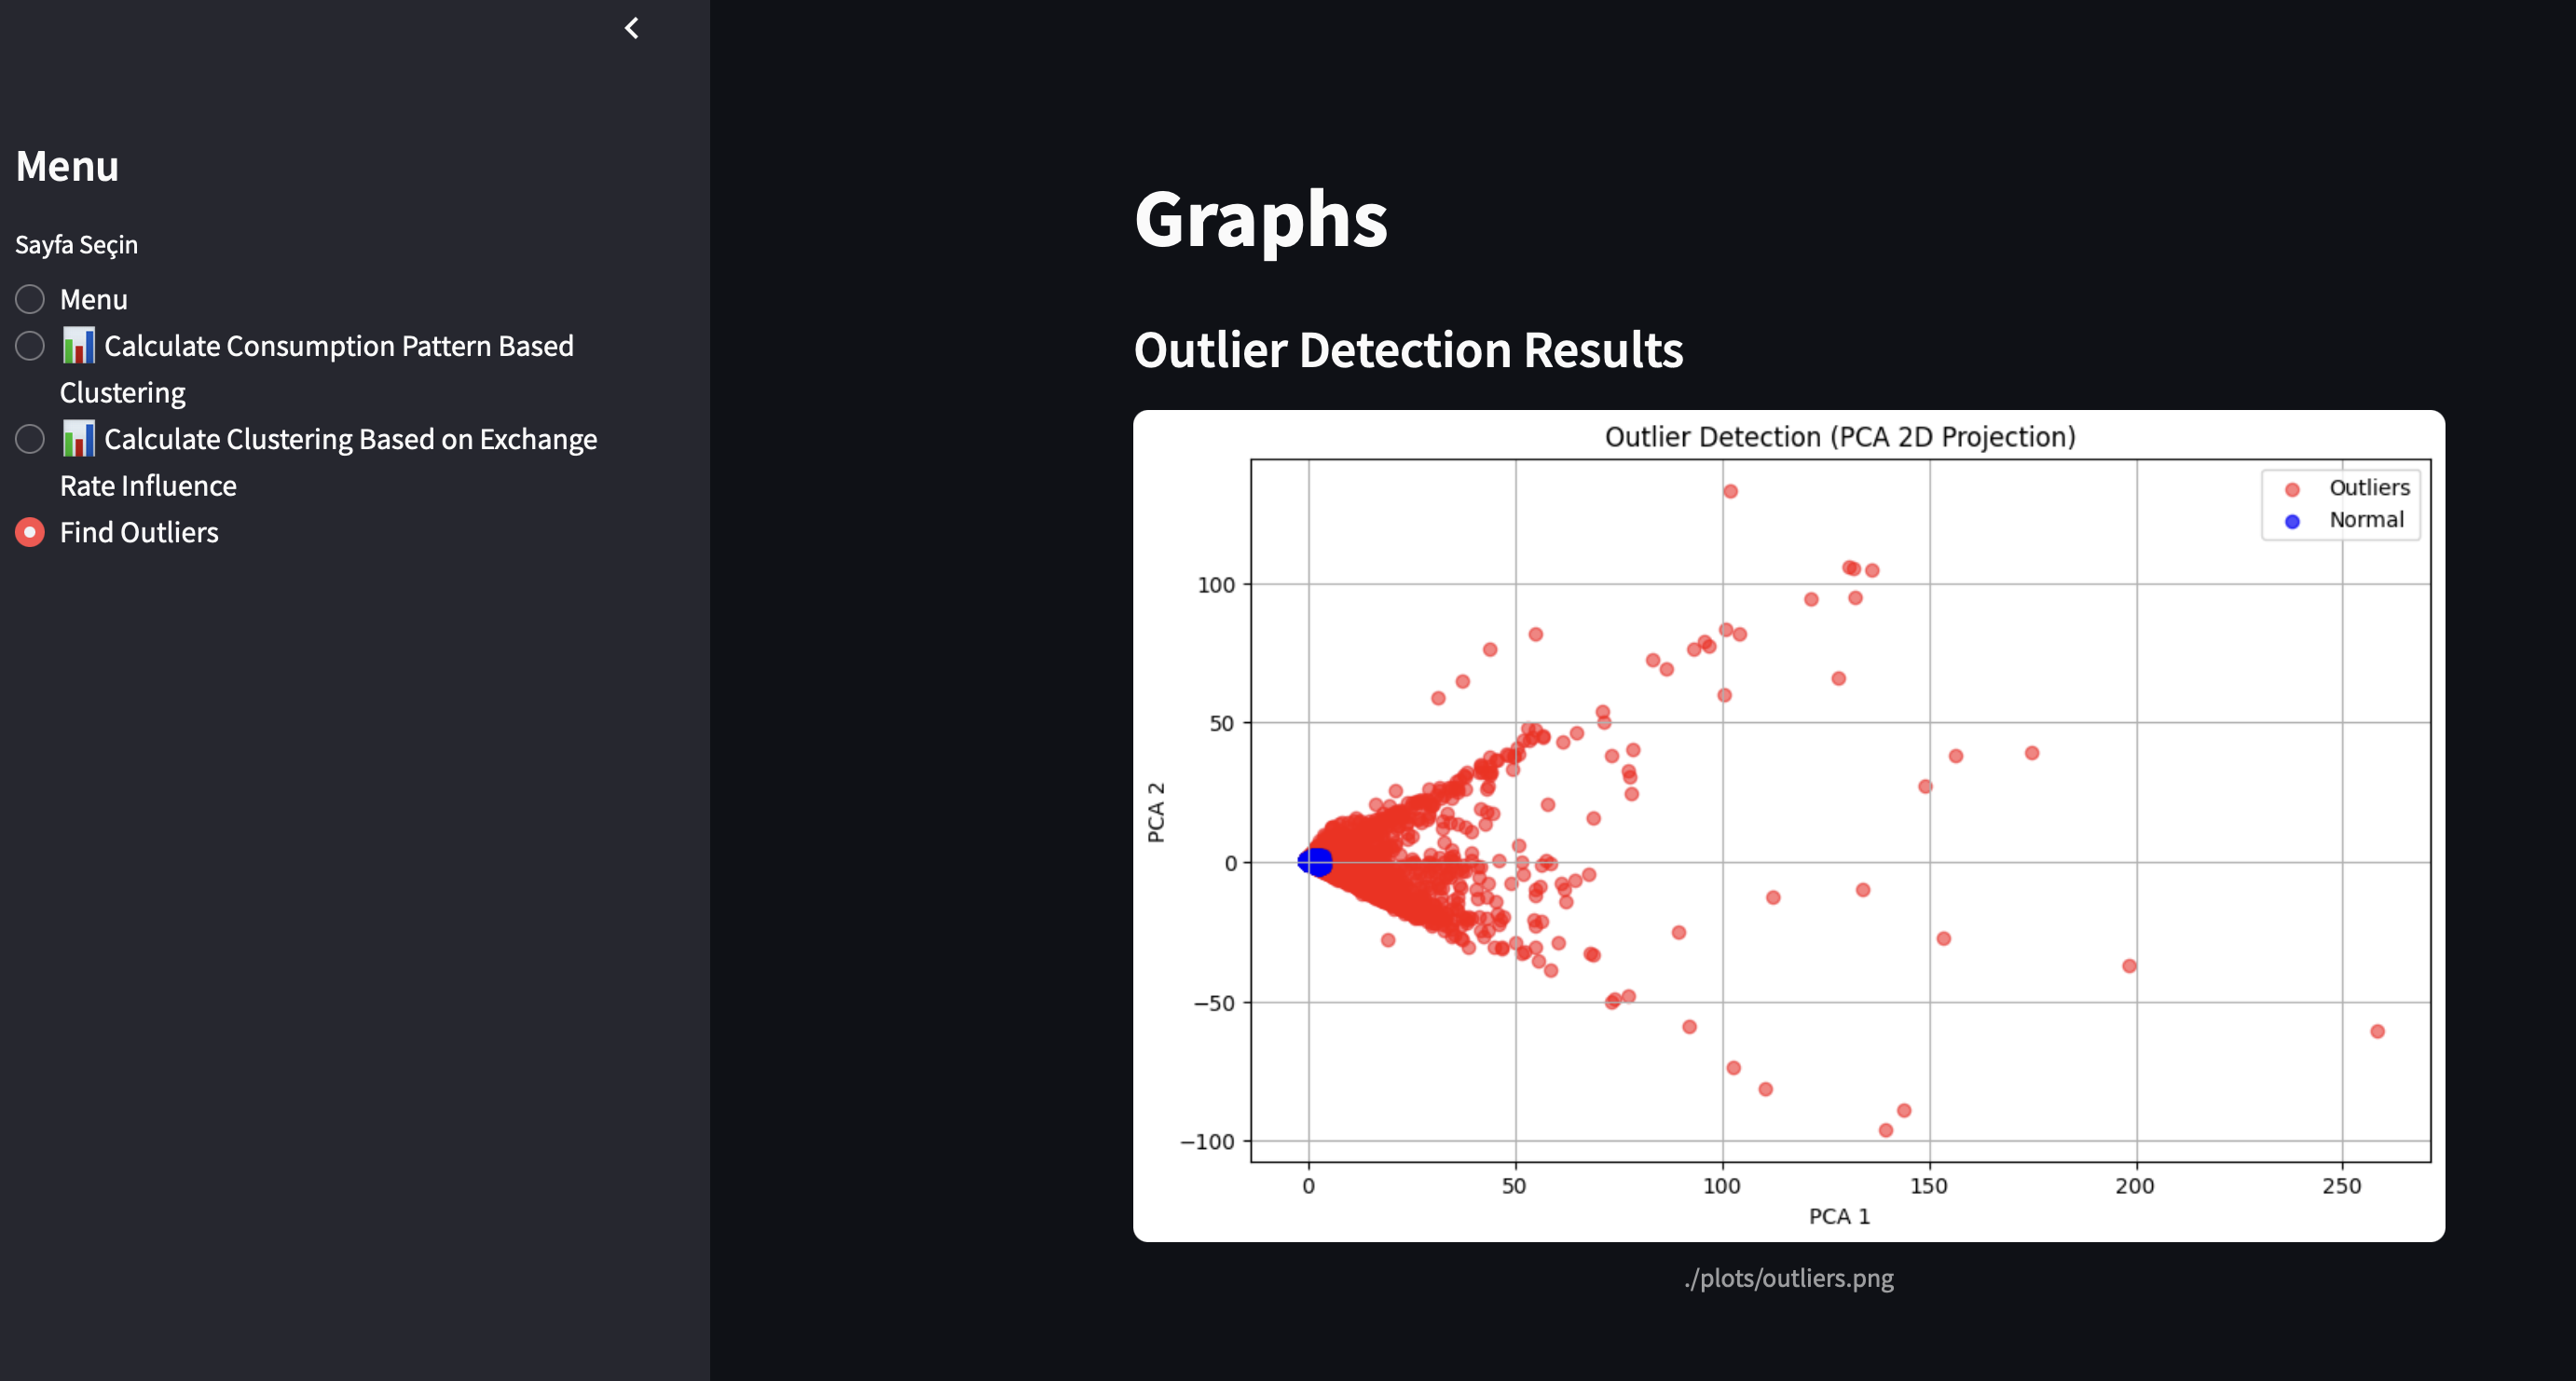 Menu
Sayfa Seçin
Menu
📊 Calculate Consumption Pattern Based
Clustering
📊 Calculate Clustering Based on Exchange
Rate Influence
Find Outliers
Graphs
Outlier Detection Results
Outlier Detection (PCA 2D Projection)
Outliers
Normal
100
50
0
−50
−100
PCA 2
0
50
100
150
200
250
PCA 1
./plots/outliers.png